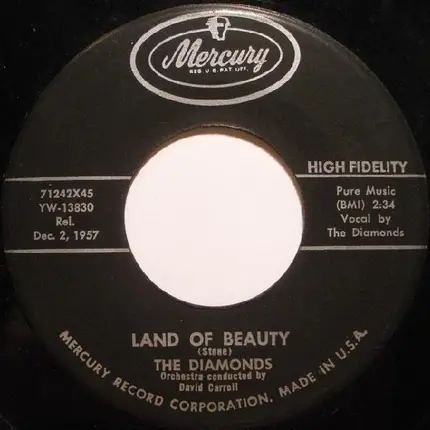 Mercury
REG. U.S. PAT. OFF.
HIGH FIDELITY
71242X45
YW-13830
Rel.
Dec. 2, 1957
Pure Music
(BMI) 2:34
Vocal by
The Diamonds
LAND OF BEAUTY
(Stone)
THE DIAMONDS
Orchestra conducted by
David Carroll
MERCURY RECORD CORPORATION. MADE IN U.S.A.